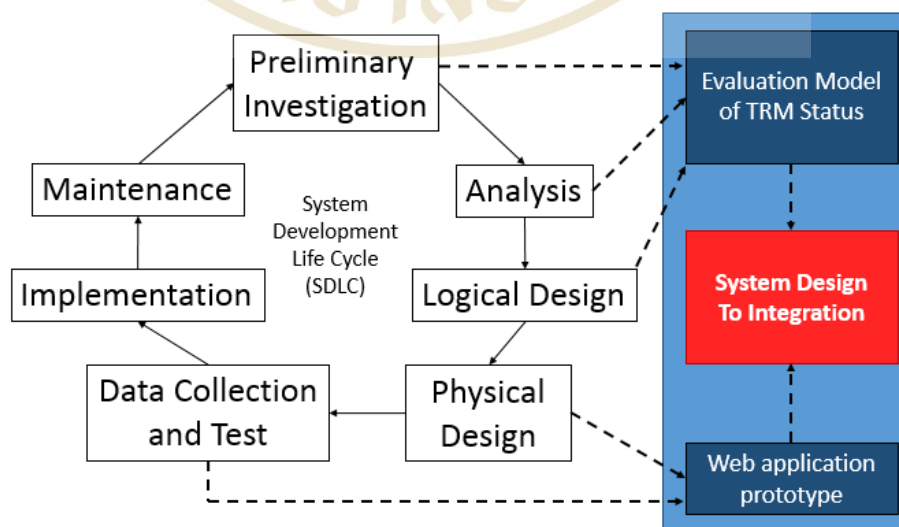 Preliminary
Investigation
Evaluation Model
of TRM Status
Maintenance
Analysis
System
Development
Life Cycle
(SDLC)
System Design
To Integration
Implementation
Logical Design
Data Collection
and Test
Physical
Design
Web application
prototype